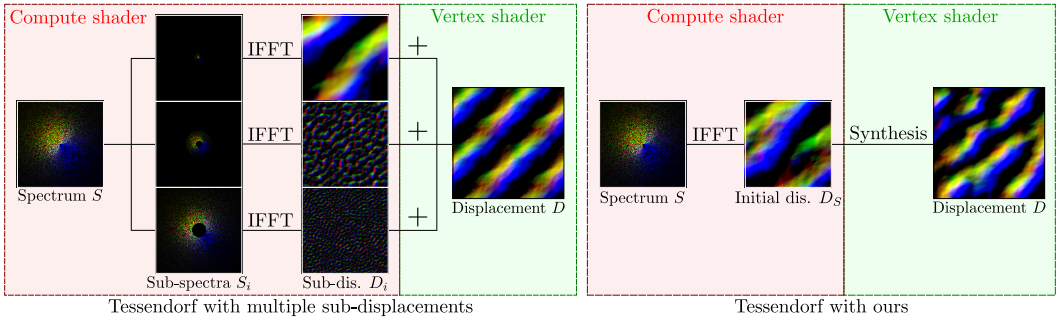 Compute shader
Vertex shader
IFFT
+
Spectrum S
IFFT
+
IFFT
+
Displacement D
Sub-spectra S_i
Sub-dis. D_i
Tessendorf with multiple sub-displacements
Compute shader
Vertex shader
IFFT
Synthesis
Spectrum S
Initial dis. D_S
Displacement D
Tessendorf with ours